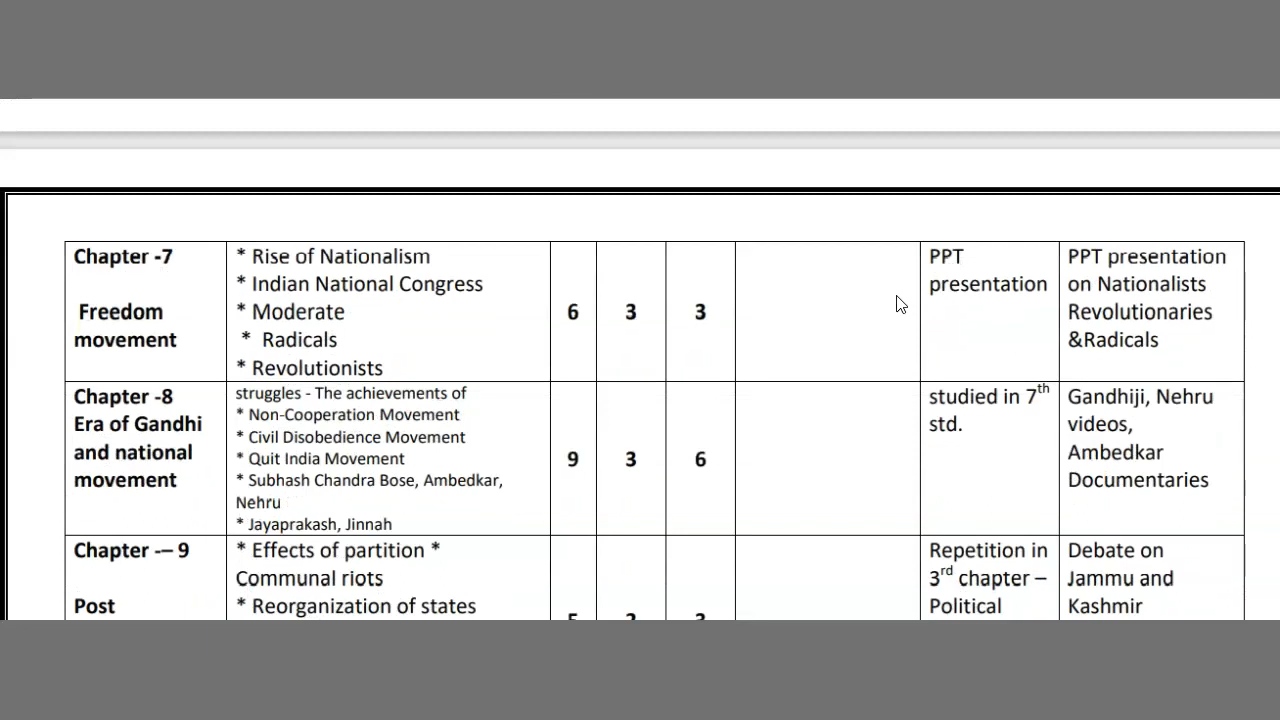 Chapter -7
Freedom
movement
* Rise of Nationalism
* Indian National Congress
* Moderate
* Radicals
* Revolutionists
6
3
3
PPT
presentation
PPT presentation
on Nationalists
Revolutionaries
&Radicals
Chapter -8
Era of Gandhi
and national
movement
struggles - The achievements of
* Non-Cooperation Movement
* Civil Disobedience Movement
* Quit India Movement
* Subhash Chandra Bose, Ambedkar,
Nehru
* Jayaprakash, Jinnah
9
3
6
studied in 7th
std.
Gandhiji, Nehru
videos,
Ambedkar
Documentaries
Chapter -– 9
Post
* Effects of partition *
Communal riots
* Reorganization of states
Repetition in
3rd chapter –
Political
Debate on
Jammu and
Kashmir